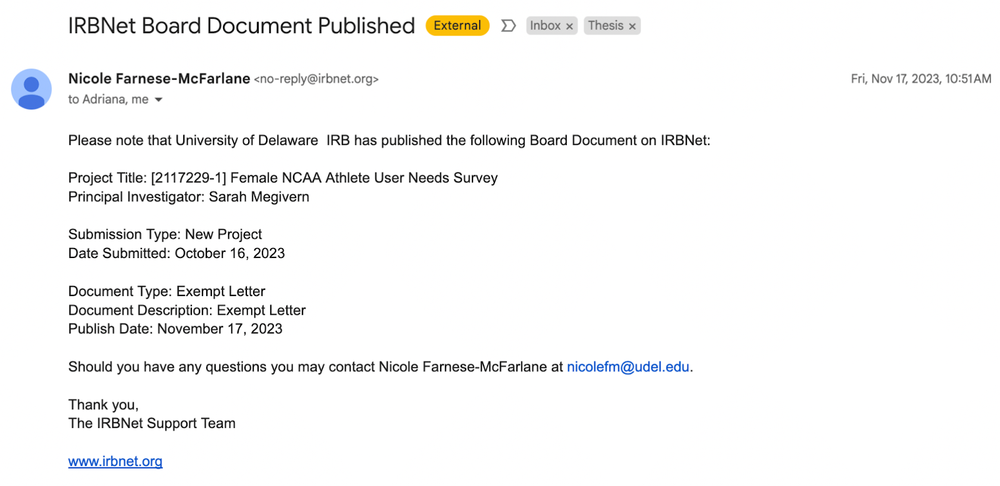 IRBNet Board Document Published External Inbox × Thesis ×
Nicole Farnese-McFarlane <no-reply@irbnet.org> Fri, Nov 17, 2023, 10:51AM
to Adriana, me
Please note that University of Delaware  IRB has published the following Board Document on IRBNet:
Project Title: [2117229-1] Female NCAA Athlete User Needs Survey
Principal Investigator: Sarah Megivern
Submission Type: New Project
Date Submitted: October 16, 2023
Document Type: Exempt Letter
Document Description: Exempt Letter
Publish Date: November 17, 2023
Should you have any questions you may contact Nicole Farnese-McFarlane at nicolefm@udel.edu.
Thank you,
The IRBNet Support Team
www.irbnet.org